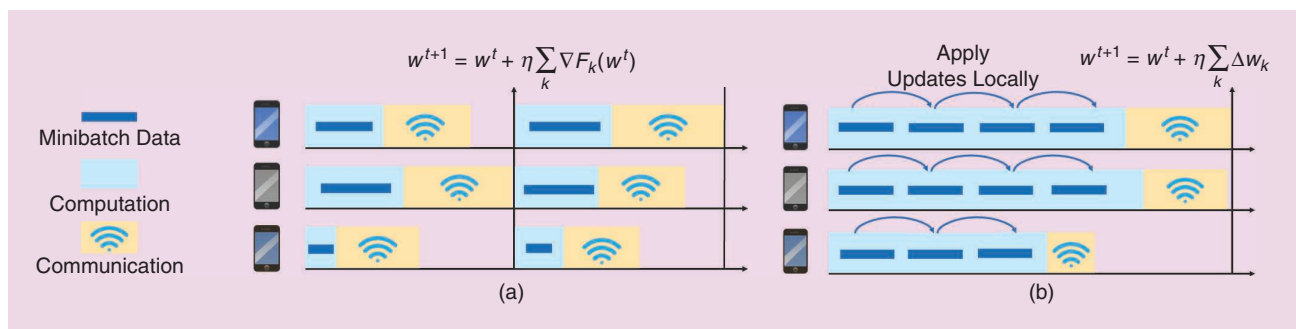 w^{t+1} = w^t + η∑_k ∇F_k(w^t)
Apply
Updates Locally
w^{t+1} = w^t + η∑_k Δw_k
Minibatch Data
Computation
Communication
(a)
(b)